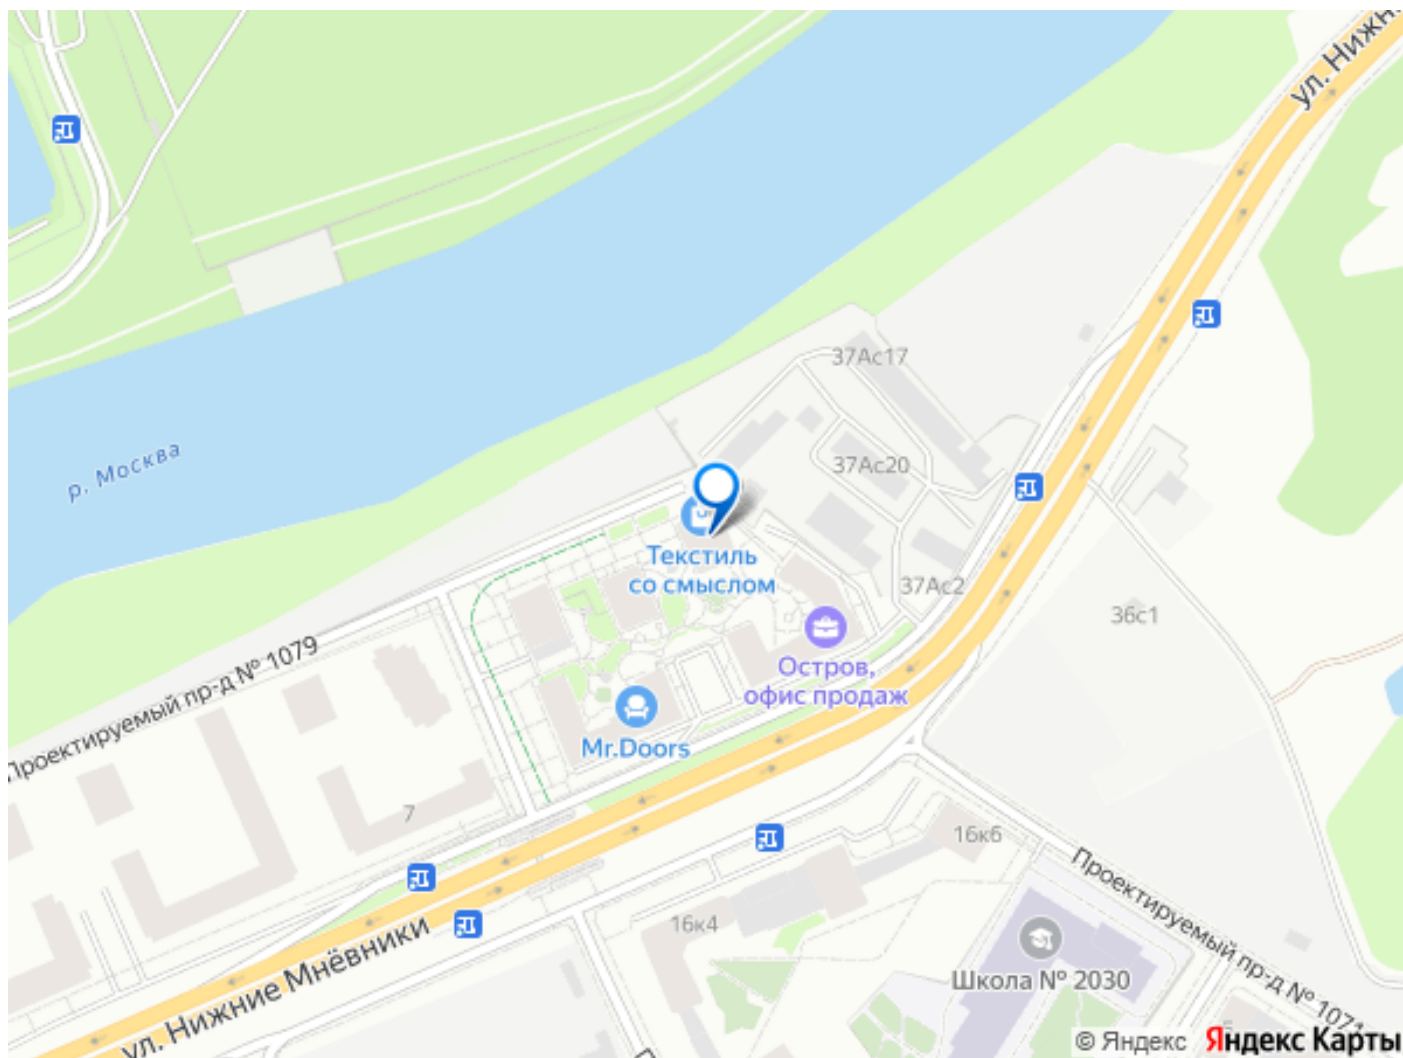 ул. Нижн
37Ас17
р. Москва
37Ас20
Текстиль
со смыслом
37Ас2
36с1
Проектируемый пр-д № 1079
Остров,
офис продаж
Mr.Doors
7
16к6
Проектируемый пр-д № 1071
16к4
ул. Нижние Мнёвники
Школа № 2030
© Яндекс Яндекс Карты